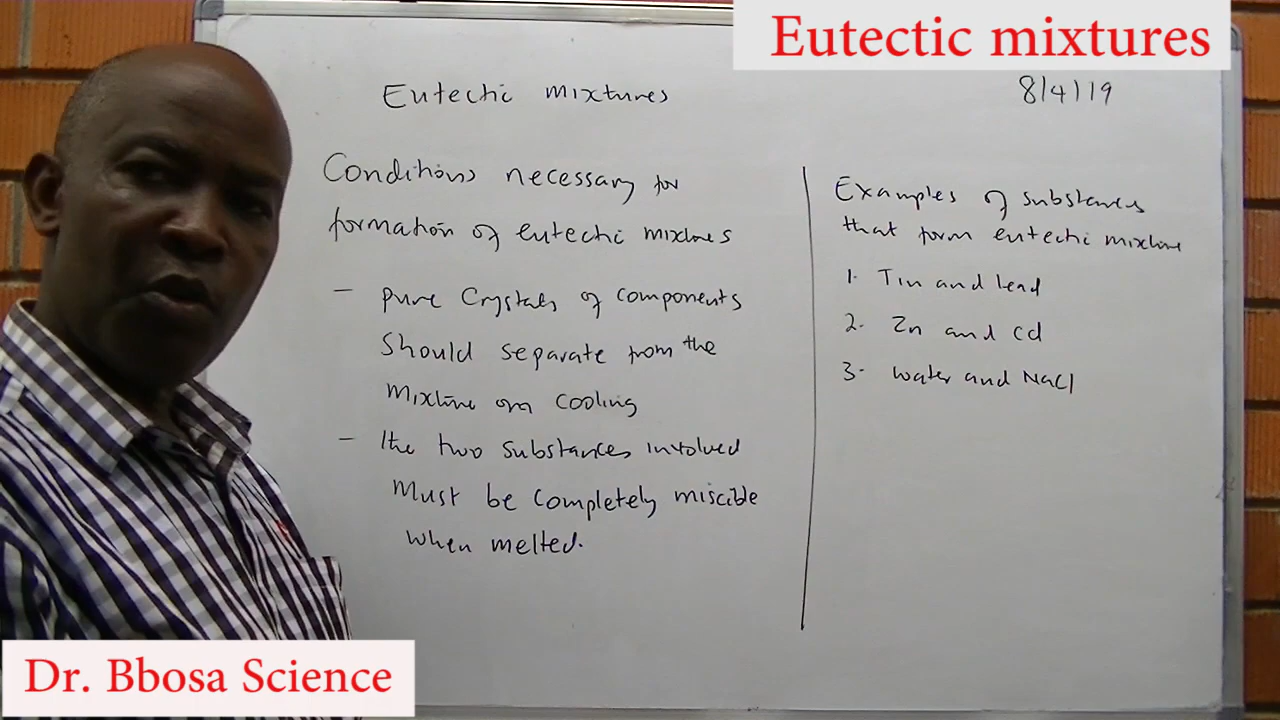 Eutectic mixtures
Eutectic mixtures
8/4/19
Conditions necessary for
formation of eutectic mixtures
- pure Crystals of components
should separate from the
mixture on cooling
- the two substances involved
Must be completely miscible
when melted.
Examples of substances
that form eutectic mixture
1. Tin and lead
2. Zn and Cd
3. water and NaCl
Dr. Bbosa Science